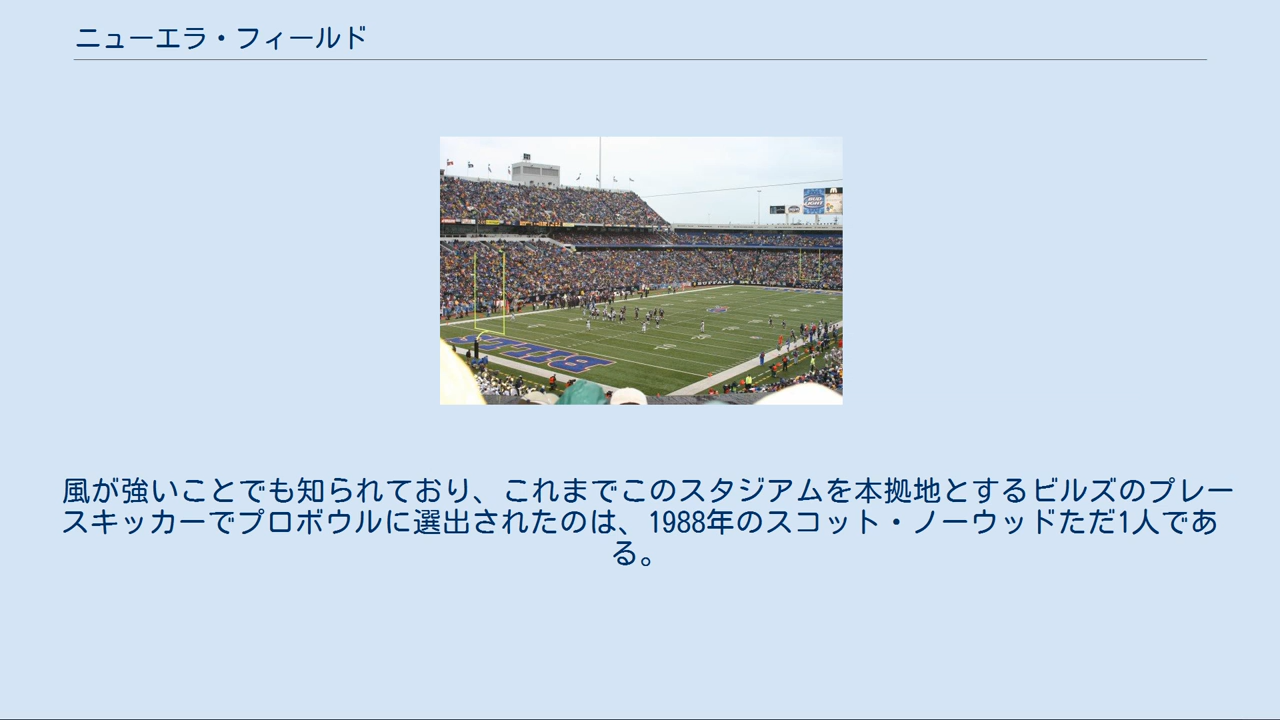 ニューエラ・フィールド
BUD LIGHT
BILLS
風が強いことでも知られており、これまでこのスタジアムを本拠地とするビルズのプレー
スキッカーでプロボウルに選出されたのは、1988年のスコット・ノーウッドただ1人であ
る。